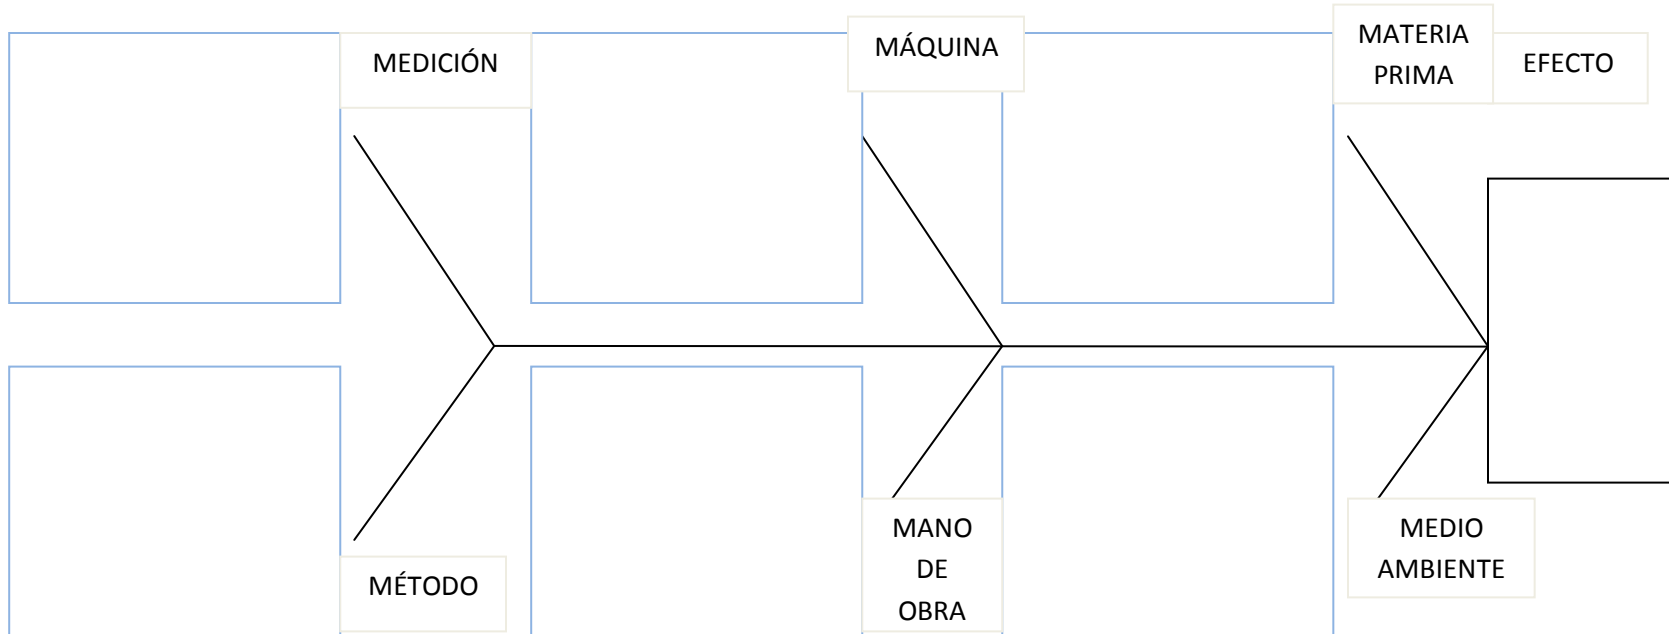 MEDICIÓN
MÁQUINA
MATERIA
PRIMA
EFECTO
MÉTODO
MANO
DE
OBRA
MEDIO
AMBIENTE